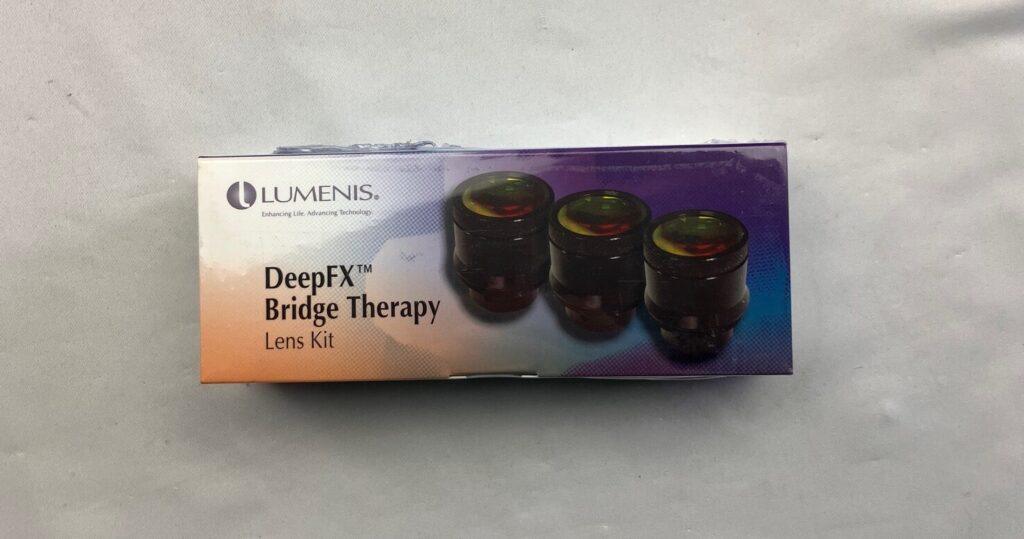 LUMENIS®
Enhancing Life. Advancing Technology.
DeepFX™
Bridge Therapy
Lens Kit